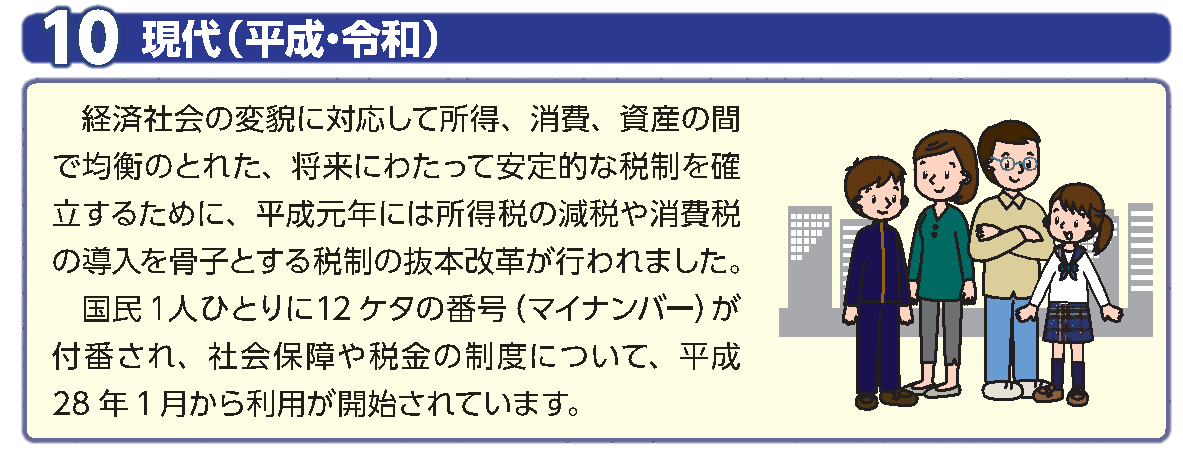 10 現代(平成・令和)
経済社会の変貌に対応して所得、消費、資産の間
で均衡のとれた、将来にわたって安定的な税制を確
立するために、平成元年には所得税の減税や消費税
の導入を骨子とする税制の抜本改革が行われました。
国民1人ひとりに12ケタの番号(マイナンバー)が
付番され、社会保障や税金の制度について、平成
28年1月から利用が開始されています。